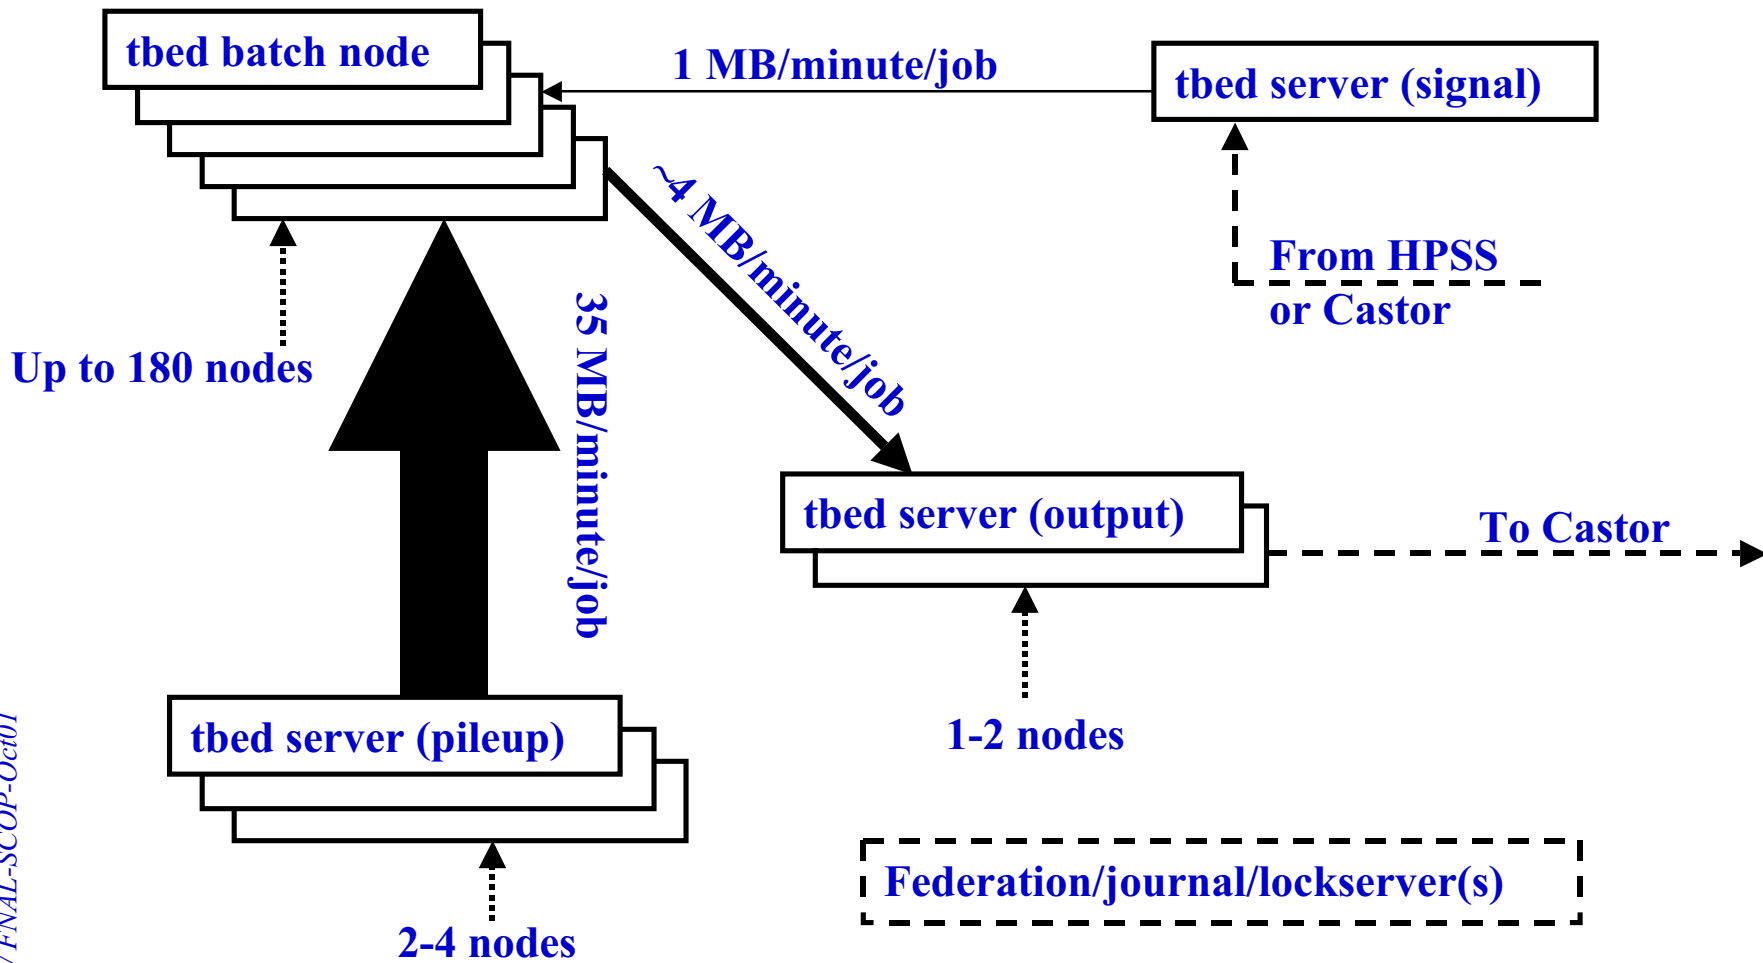 tbed batch node
1 MB/minute/job
tbed server (signal)
~4 MB/minute/job
From HPSS
or Castor
35 MB/minute/job
Up to 180 nodes
tbed server (output)
To Castor
1-2 nodes
tbed server (pileup)
Federation/journal/lockserver(s)
2-4 nodes
/ FNAL-SCOP-Oct01